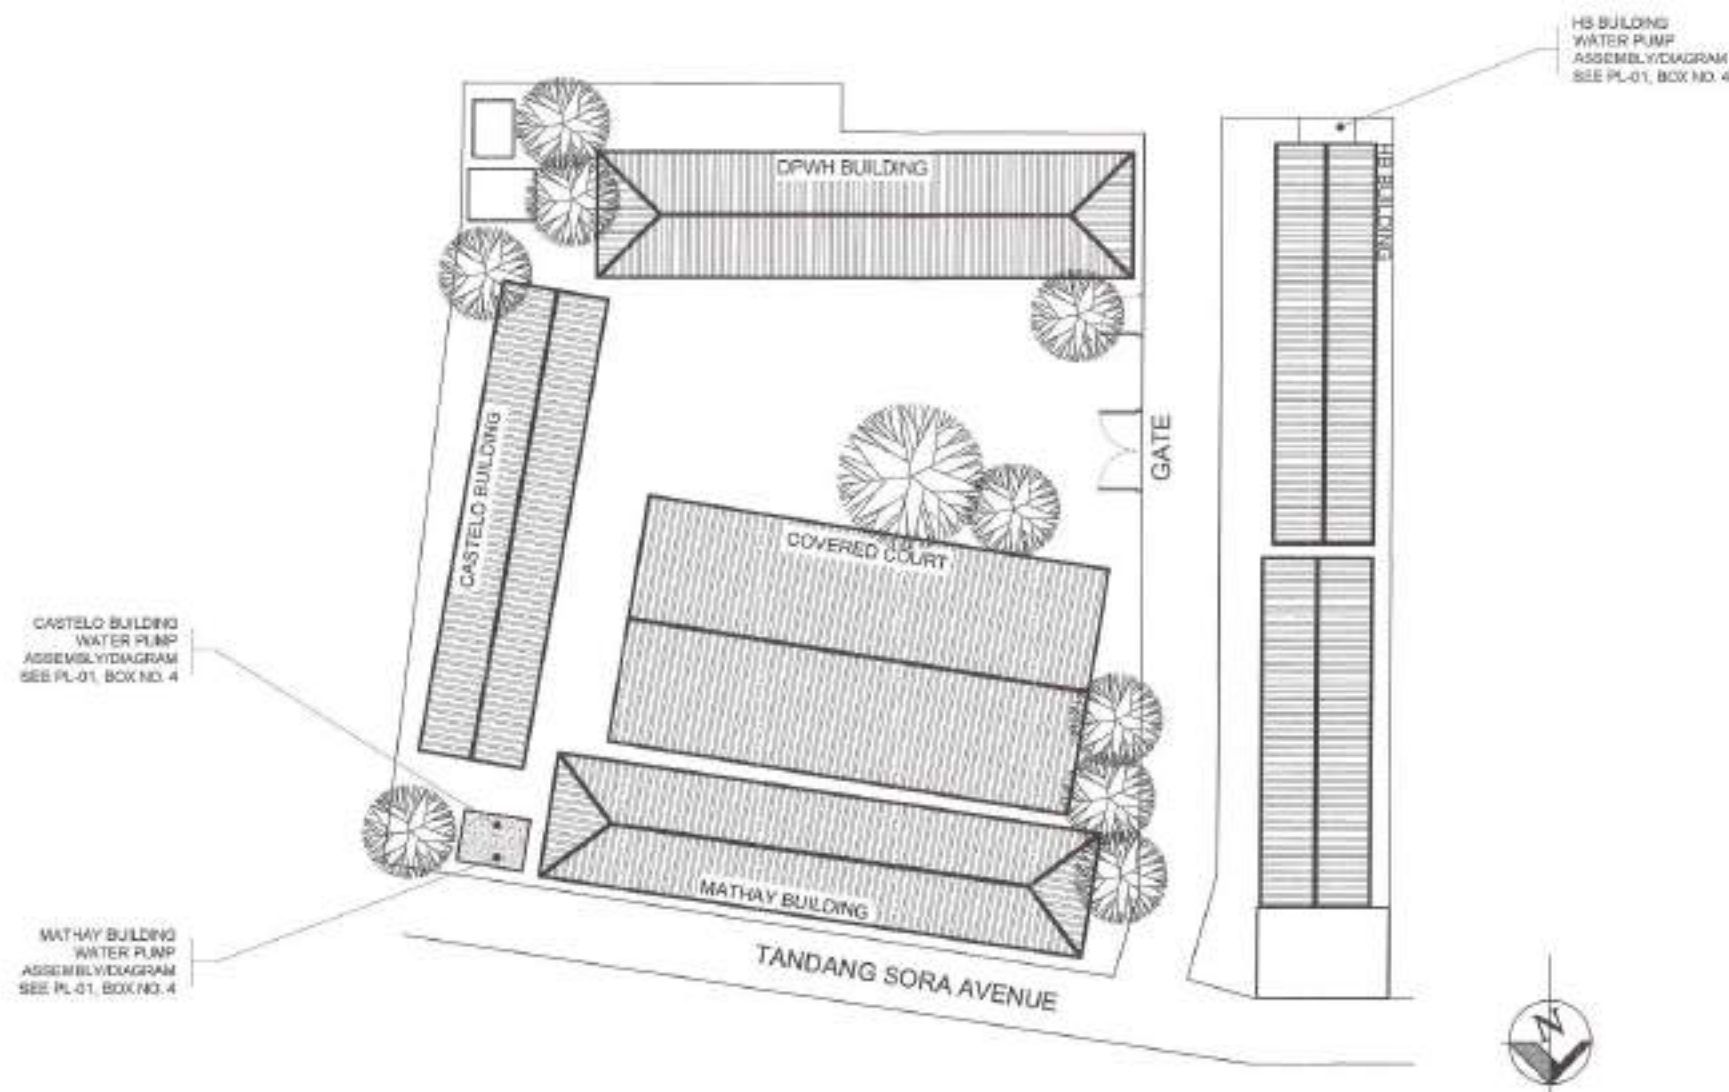 HB BUILDING
WATER PUMP
ASSEMBLY/DIAGRAM
SEE PL-01, BOX NO. 4
DPWH BUILDING
HB BUILDING
CASTELO BUILDING
GATE
COVERED COURT
CASTELO BUILDING
WATER PUMP
ASSEMBLY/DIAGRAM
SEE PL-01, BOX NO. 4
MATHAY BUILDING
MATHAY BUILDING
WATER PUMP
ASSEMBLY/DIAGRAM
SEE PL-01, BOX NO. 4
TANDANG SORA AVENUE
N